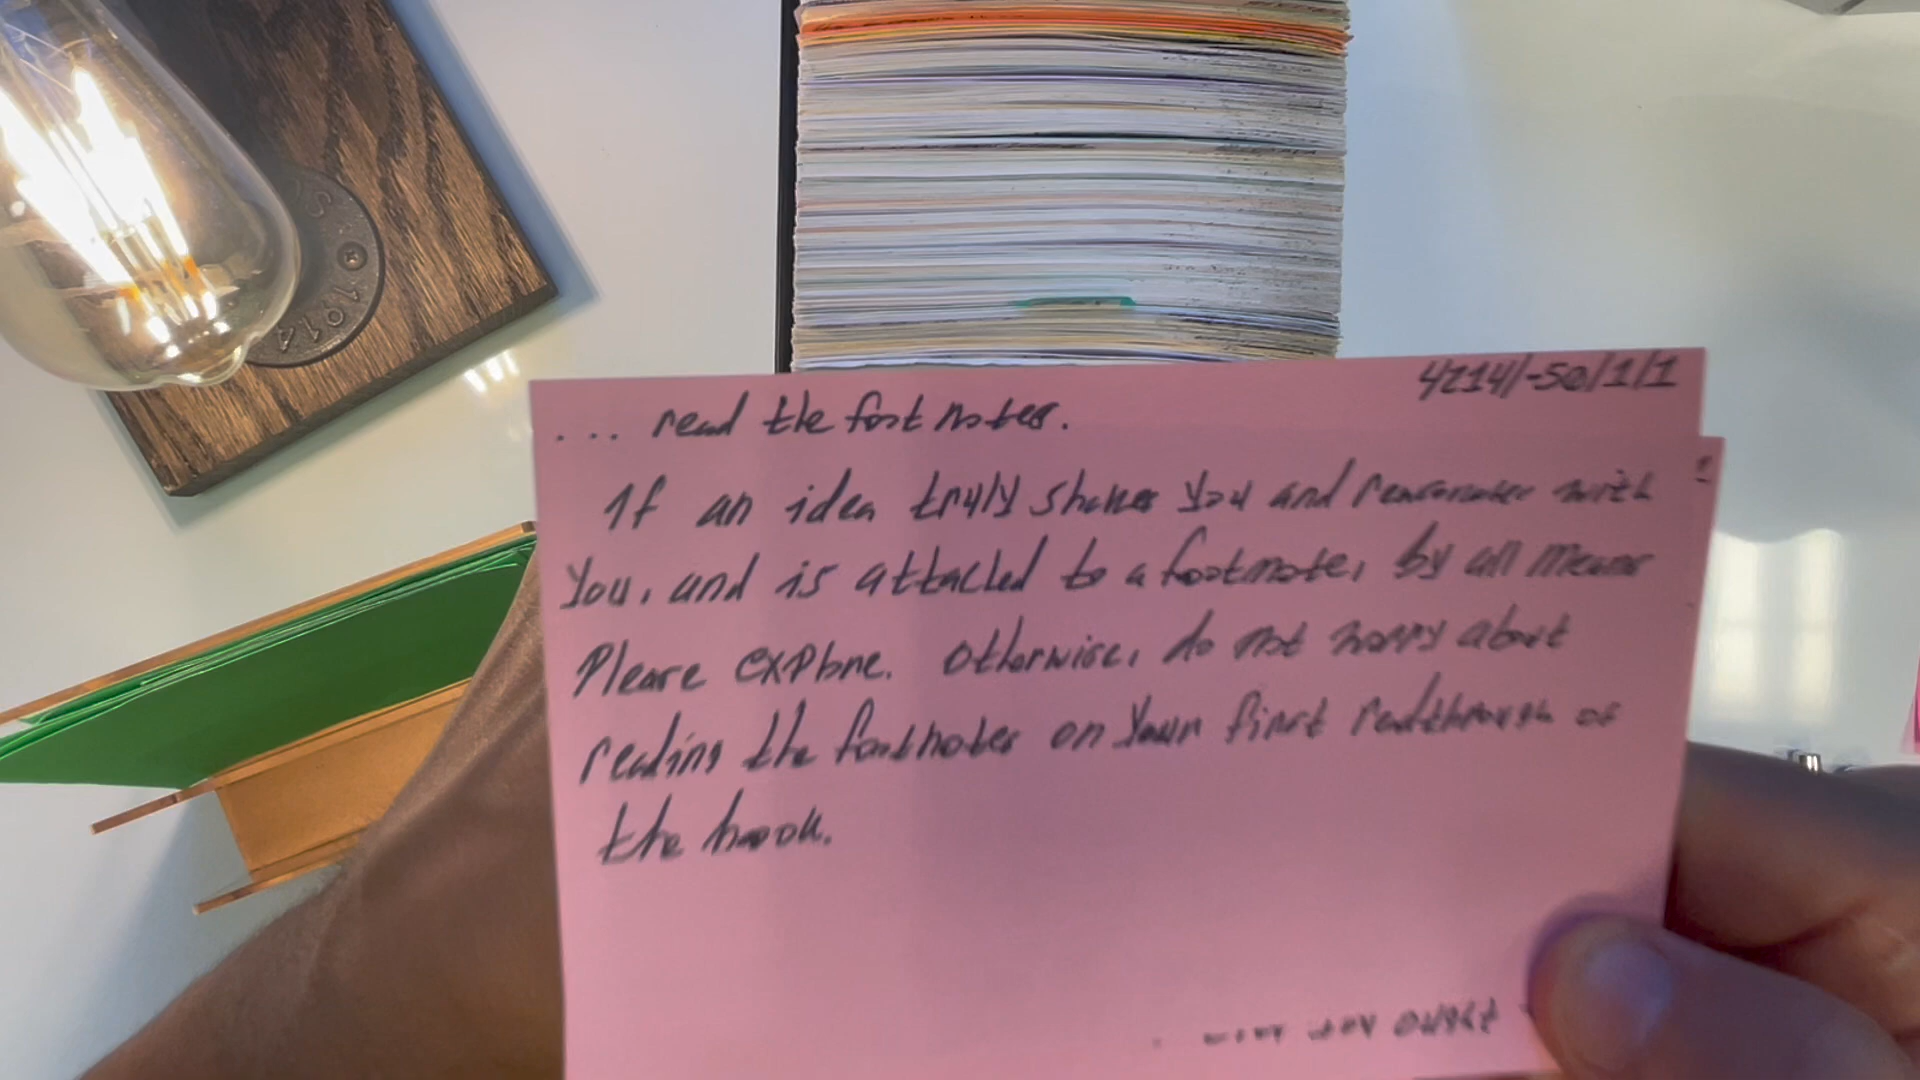 4214/-50/1/1
... read the footnotes.
If an idea truly shakes you and resonates with
You, and is attached to a footnote, by all means
Please explore. Otherwise, do not worry about
reading the footnotes on your first readthrough of
the book.
1914